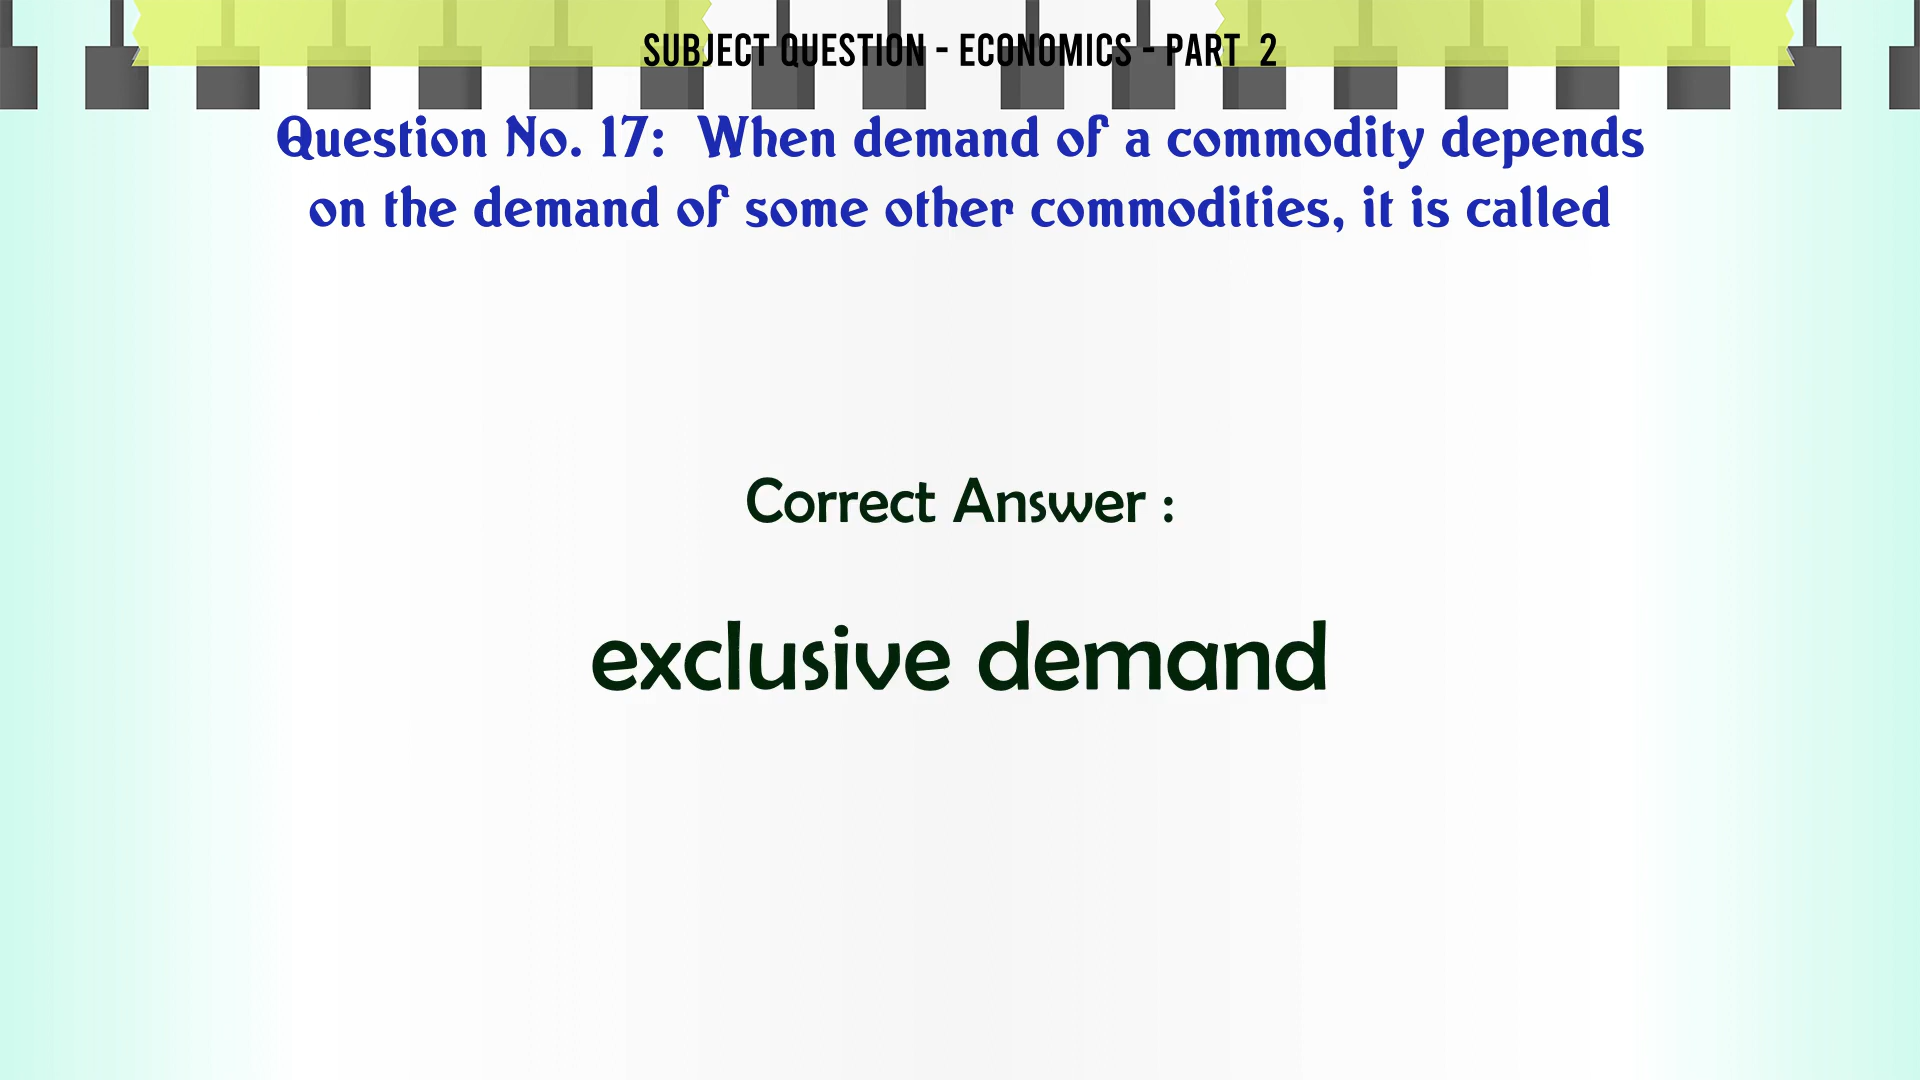 SUBJECT QUESTION - ECONOMICS - PART 2
Question No. 17: When demand of a commodity depends
on the demand of some other commodities, it is called
Correct Answer :
exclusive demand